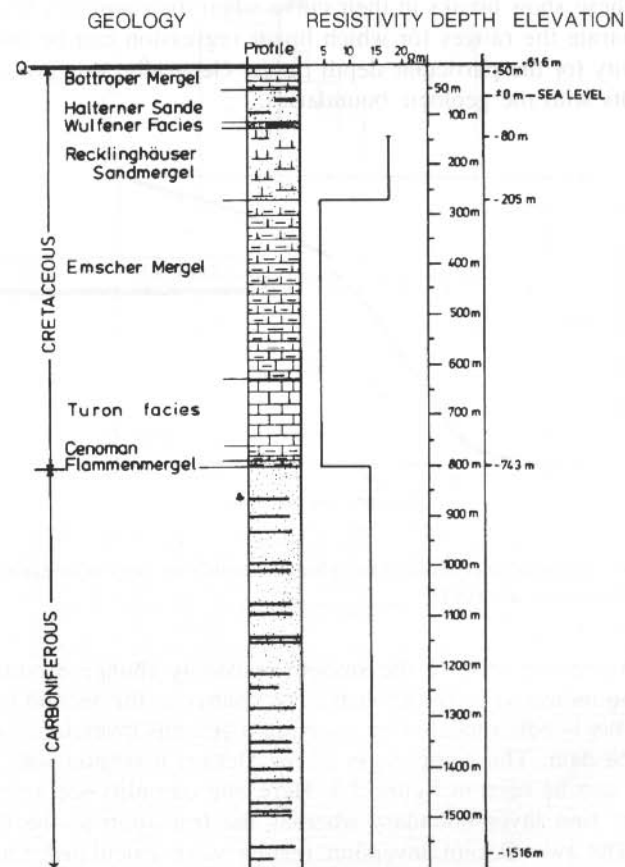 GEOLOGY RESISTIVITY DEPTH ELEVATION
Profile 5 10 15 20 Ωm
Q
+61.6 m
+50 m
±0 m – SEA LEVEL
-80 m
-205 m
-743 m
-1516 m
Bottroper Mergel
Halterner Sande
Wulfener Facies
Recklinghäuser
Sandmergel
Emscher Mergel
Turon facies
Cenoman
Flammenmergel
CRETACEOUS
CARBONIFEROUS
50 m
100 m
200 m
300 m
400 m
500 m
600 m
700 m
800 m
900 m
1000 m
1100 m
1200 m
1300 m
1400 m
1500 m